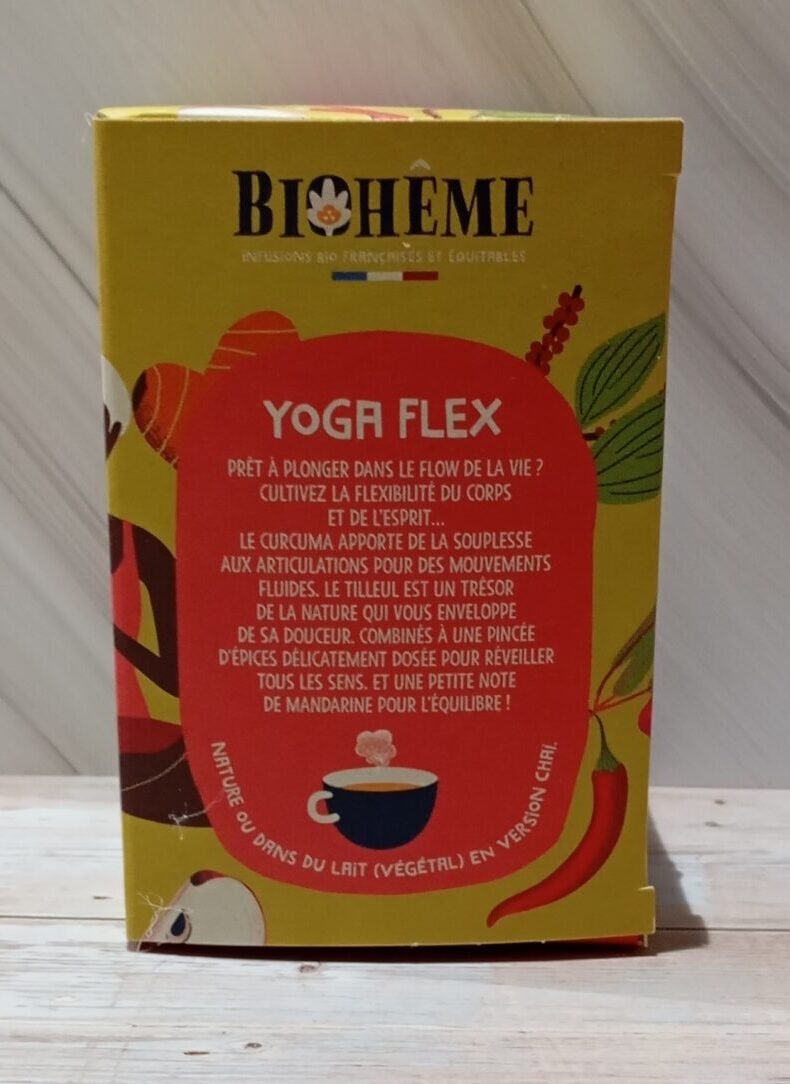 BIOHÊME
INFUSIONS BIO FRANÇAISES ET ÉQUITABLES
YOGA FLEX
PRÊT À PLONGER DANS LE FLOW DE LA VIE ?
CULTIVEZ LA FLEXIBILITÉ DU CORPS
ET DE L'ESPRIT...
LE CURCUMA APPORTE DE LA SOUPLESSE
AUX ARTICULATIONS POUR DES MOUVEMENTS
FLUIDES. LE TILLEUL EST UN TRÉSOR
DE LA NATURE QUI VOUS ENVELOPPE
DE SA DOUCEUR. COMBINÉS À UNE PINCÉE
D'ÉPICES DÉLICATEMENT DOSÉE POUR RÉVEILLER
TOUS LES SENS. ET UNE PETITE NOTE
DE MANDARINE POUR L'ÉQUILIBRE !
NATURE OU DANS DU LAIT (VÉGÉTAL) EN VERSION CHAÏ.